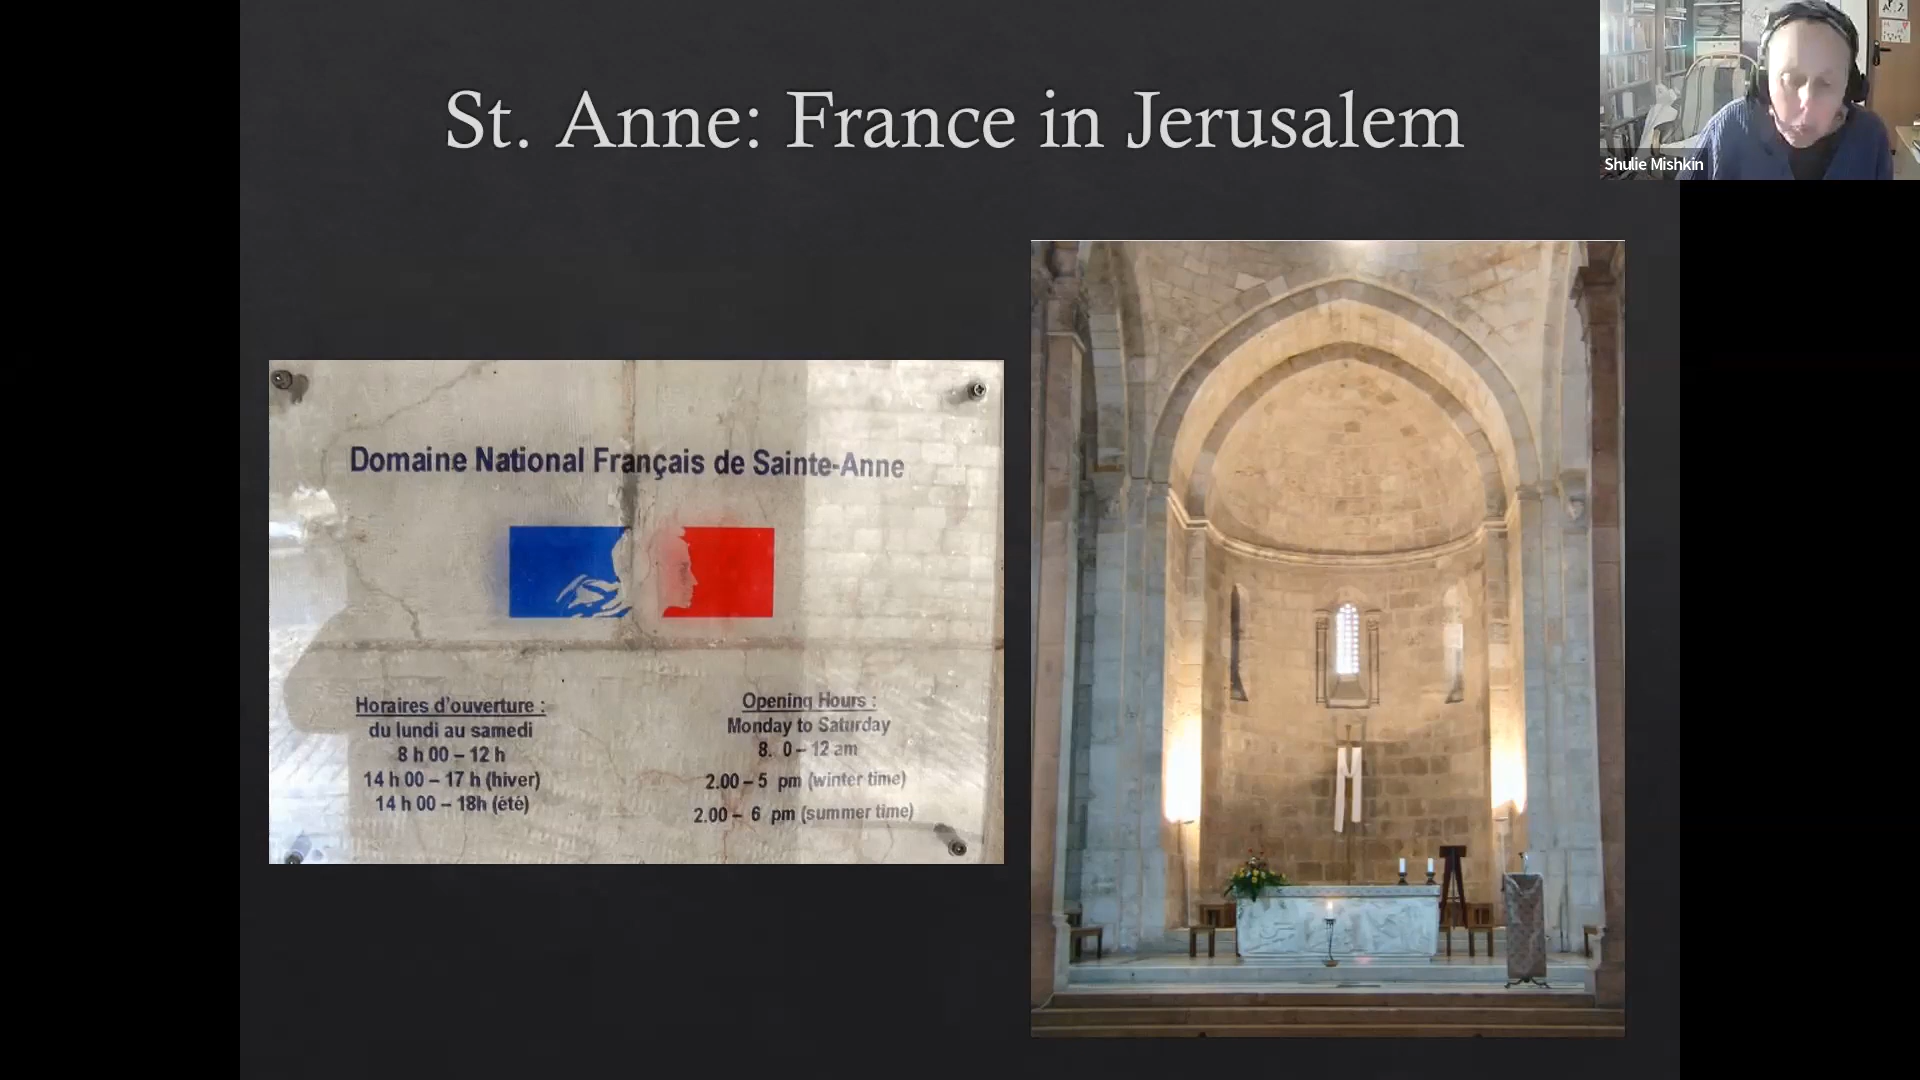 St. Anne: France in Jerusalem
Shulie Mishkin
Domaine National Français de Sainte-Anne
Horaires d'ouverture :
du lundi au samedi
8 h 00 – 12 h
14 h 00 – 17 h (hiver)
14 h 00 – 18h (été)
Opening Hours :
Monday to Saturday
8. 0 – 12 am
2.00 – 5 pm (winter time)
2.00 – 6 pm (summer time)